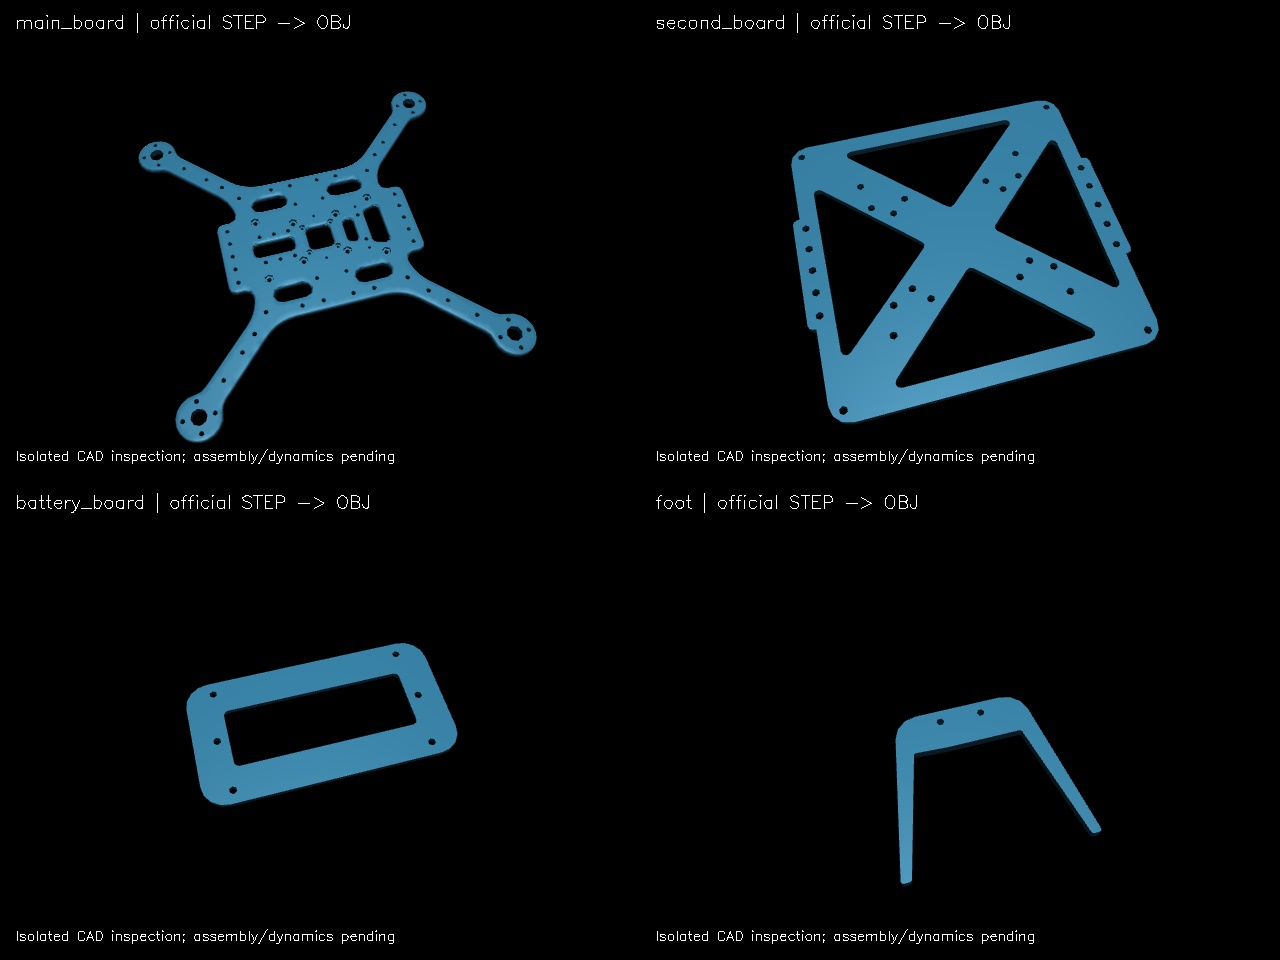 main_board | official STEP -> OBJ
second_board | official STEP -> OBJ
Isolated CAD inspection; assembly/dynamics pending
Isolated CAD inspection; assembly/dynamics pending
battery_board | official STEP -> OBJ
foot | official STEP -> OBJ
Isolated CAD inspection; assembly/dynamics pending
Isolated CAD inspection; assembly/dynamics pending